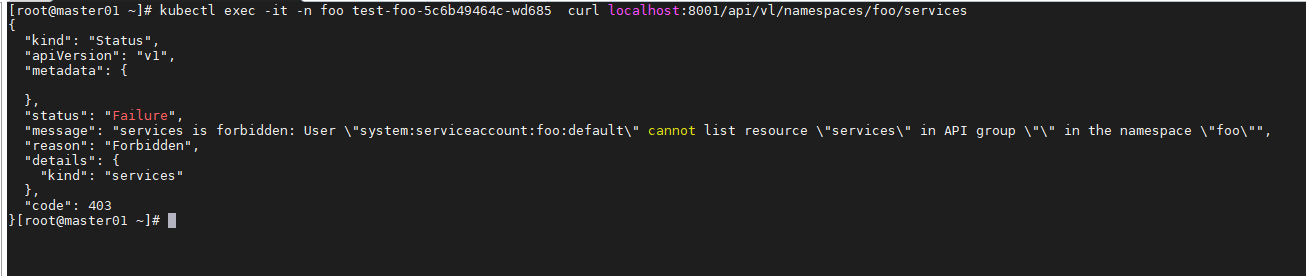 [root@master01 ~]# kubectl exec -it -n foo test-foo-5c6b49464c-wd685  curl localhost:8001/api/v1/namespaces/foo/services
{
  "kind": "Status",
  "apiVersion": "v1",
  "metadata": {

  },
  "status": "Failure",
  "message": "services is forbidden: User \"system:serviceaccount:foo:default\" cannot list resource \"services\" in API group \"\" in the namespace \"foo\"",
  "reason": "Forbidden",
  "details": {
    "kind": "services"
  },
  "code": 403
}[root@master01 ~]#